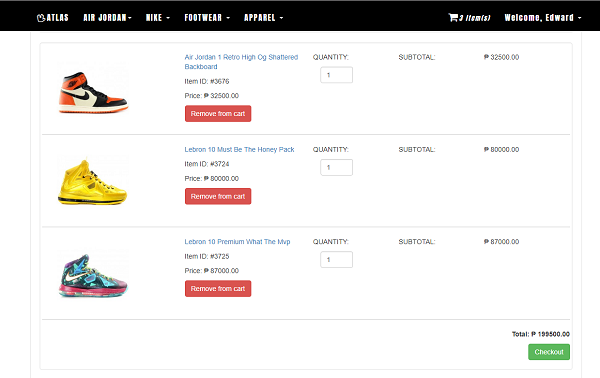 ATLAS AIR JORDAN NIKE FOOTWEAR APPAREL 3 item(s) Welcome, Edward
Air Jordan 1 Retro High Og Shattered
Backboard
Item ID: #3676
Price: ₱ 32500.00
Remove from cart
QUANTITY:
1
SUBTOTAL:
₱ 32500.00
Lebron 10 Must Be The Honey Pack
Item ID: #3724
Price: ₱ 80000.00
Remove from cart
QUANTITY:
1
SUBTOTAL:
₱ 80000.00
Lebron 10 Premium What The Mvp
Item ID: #3725
Price: ₱ 87000.00
Remove from cart
QUANTITY:
1
SUBTOTAL:
₱ 87000.00
Total: ₱ 199500.00
Checkout